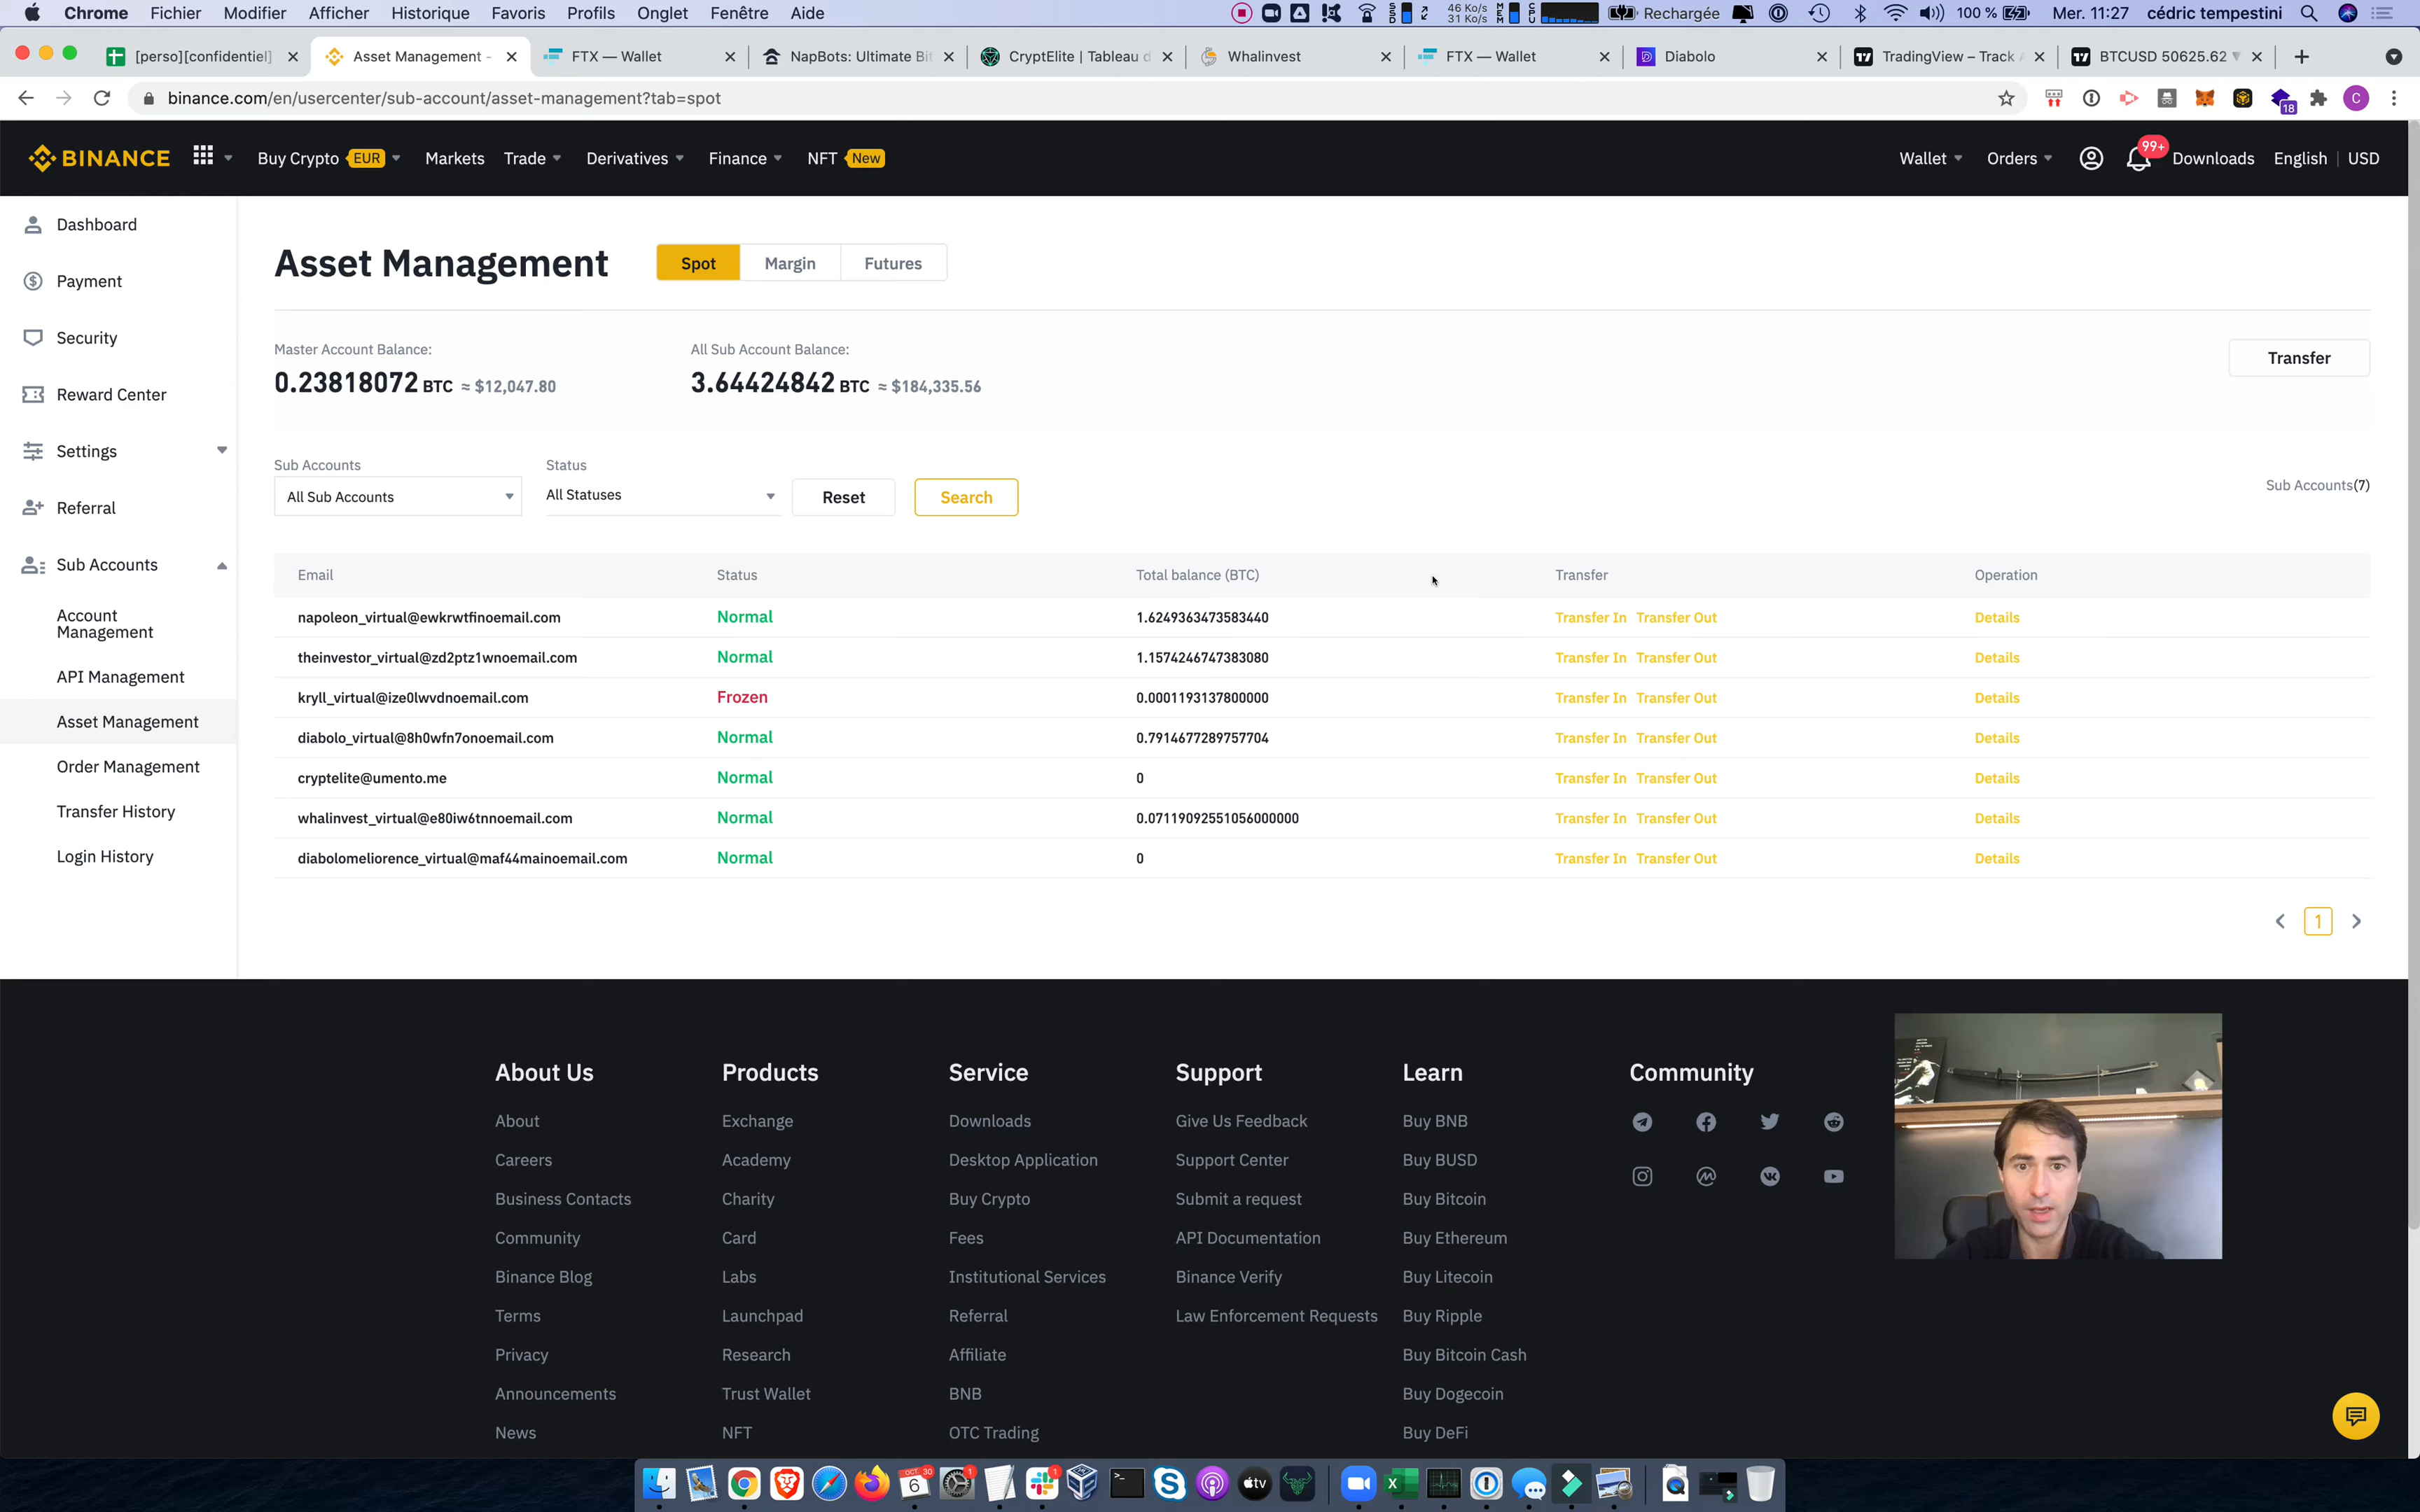 Chrome Fichier Modifier Afficher Historique Favoris Profils Onglet Fenêtre Aide 46 Ko/s 31 Ko/s Rechargée 100 % Mer. 11:27 cédric tempestini
[perso][confidentiel] Asset Management - FTX — Wallet NapBots: Ultimate Bit CryptElite | Tableau d Whalinvest FTX — Wallet Diabolo TradingView – Track BTCUSD 50625.62
binance.com/en/usercenter/sub-account/asset-management?tab=spot C 18
BINANCE Buy Crypto EUR Markets Trade Derivatives Finance NFT New Wallet Orders 99+ Downloads English USD
Dashboard
Payment
Security
Reward Center
Settings
Referral
Sub Accounts
Account Management
API Management
Asset Management
Order Management
Transfer History
Login History
Asset Management Spot Margin Futures
Master Account Balance: All Sub Account Balance:
0.23818072 BTC ≈ $12,047.80 3.64424842 BTC ≈ $184,335.56 Transfer
Sub Accounts Status
All Sub Accounts All Statuses Reset Search Sub Accounts(7)
Email Status Total balance (BTC) Transfer Operation
napoleon_virtual@ewkrwtfinoemail.com Normal 1.6249363473583440 Transfer In Transfer Out Details
theinvestor_virtual@zd2ptz1wnoemail.com Normal 1.1574246747383080 Transfer In Transfer Out Details
kryll_virtual@ize0lwvdnoemail.com Frozen 0.0001193137800000 Transfer In Transfer Out Details
diabolo_virtual@8h0wfn7onoemail.com Normal 0.7914677289757704 Transfer In Transfer Out Details
cryptelite@umento.me Normal 0 Transfer In Transfer Out Details
whalinvest_virtual@e80iw6tnnoemail.com Normal 0.07119092551056000000 Transfer In Transfer Out Details
diabolomeliorence_virtual@maf44mainoemail.com Normal 0 Transfer In Transfer Out Details
1
About Us Products Service Support Learn Community
About Exchange Downloads Give Us Feedback Buy BNB
Careers Academy Desktop Application Support Center Buy BUSD
Business Contacts Charity Buy Crypto Submit a request Buy Bitcoin
Community Card Fees API Documentation Buy Ethereum
Binance Blog Labs Institutional Services Binance Verify Buy Litecoin
Terms Launchpad Referral Law Enforcement Requests Buy Ripple
Privacy Research Affiliate Buy Bitcoin Cash
Announcements Trust Wallet BNB Buy Dogecoin
News NFT OTC Trading Buy DeFi
OCT. 30 6 1 1 tv